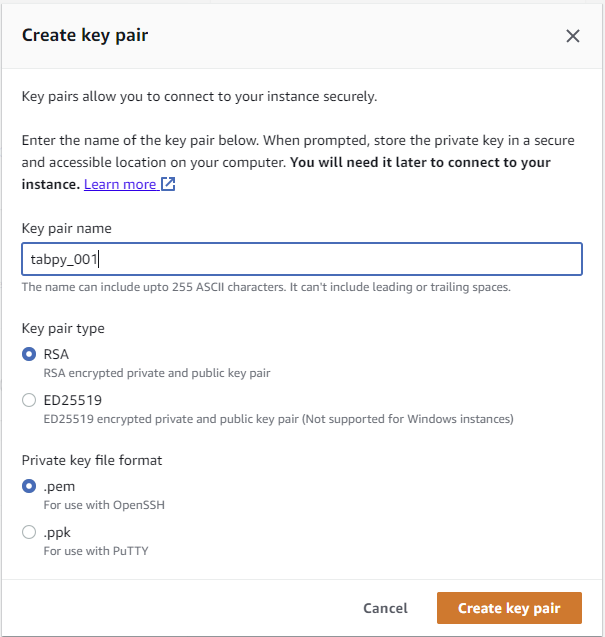 Create key pair
Key pairs allow you to connect to your instance securely.
Enter the name of the key pair below. When prompted, store the private key in a secure
and accessible location on your computer. You will need it later to connect to your
instance. Learn more
Key pair name
tabpy_001
The name can include upto 255 ASCII characters. It can't include leading or trailing spaces.
Key pair type
RSA
RSA encrypted private and public key pair
ED25519
ED25519 encrypted private and public key pair (Not supported for Windows instances)
Private key file format
.pem
For use with OpenSSH
.ppk
For use with PuTTY
Cancel
Create key pair